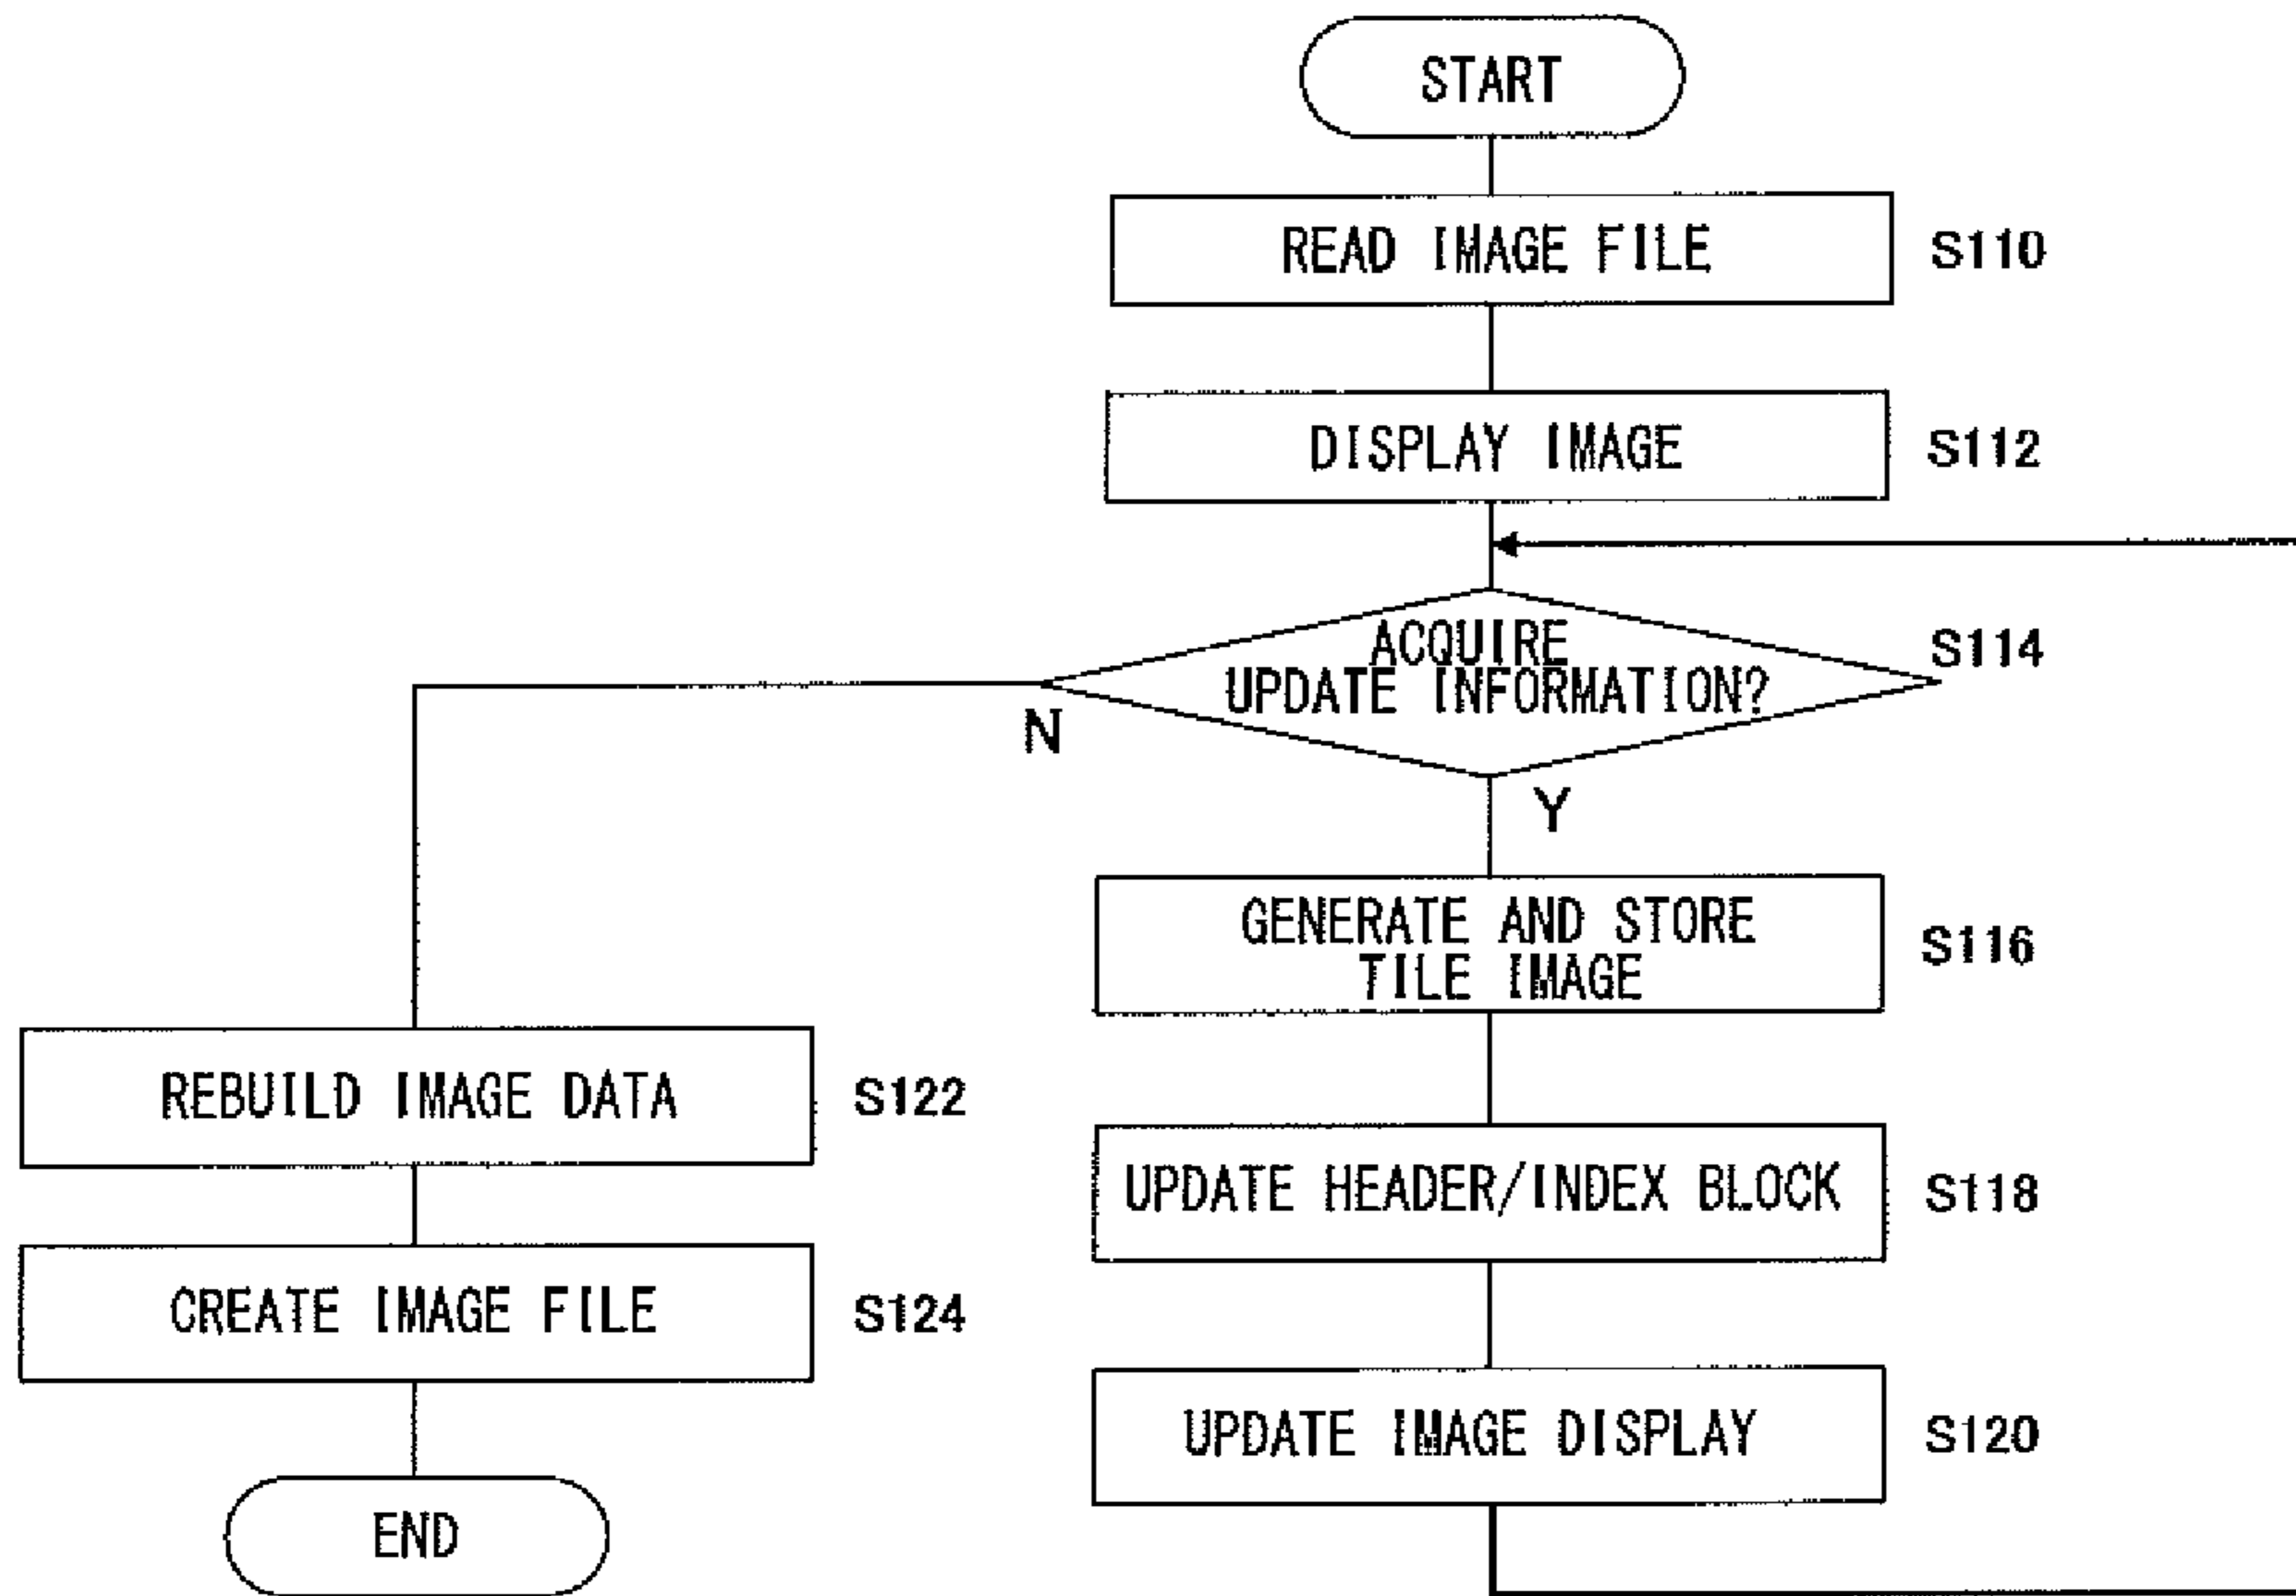 START
READ IMAGE FILE
S110
DISPLAY IMAGE
S112
ACQUIRE
UPDATE INFORMATION?
S114
N
Y
GENERATE AND STORE
TILE IMAGE
S116
REBUILD IMAGE DATA
S122
UPDATE HEADER/INDEX BLOCK
S118
CREATE IMAGE FILE
S124
UPDATE IMAGE DISPLAY
S120
END